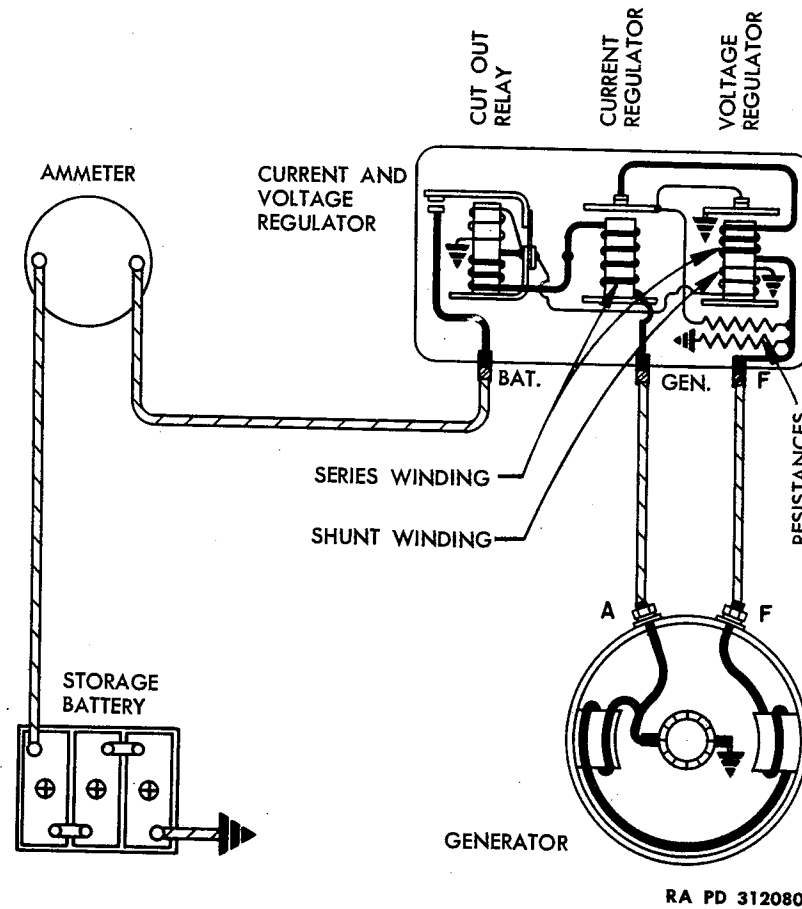 CUT OUT
RELAY
CURRENT
REGULATOR
VOLTAGE
REGULATOR
AMMETER
CURRENT AND
VOLTAGE
REGULATOR
BAT.
GEN.
F
SERIES WINDING
SHUNT WINDING
RESISTANCES
A
F
STORAGE
BATTERY
GENERATOR
RA PD 312080